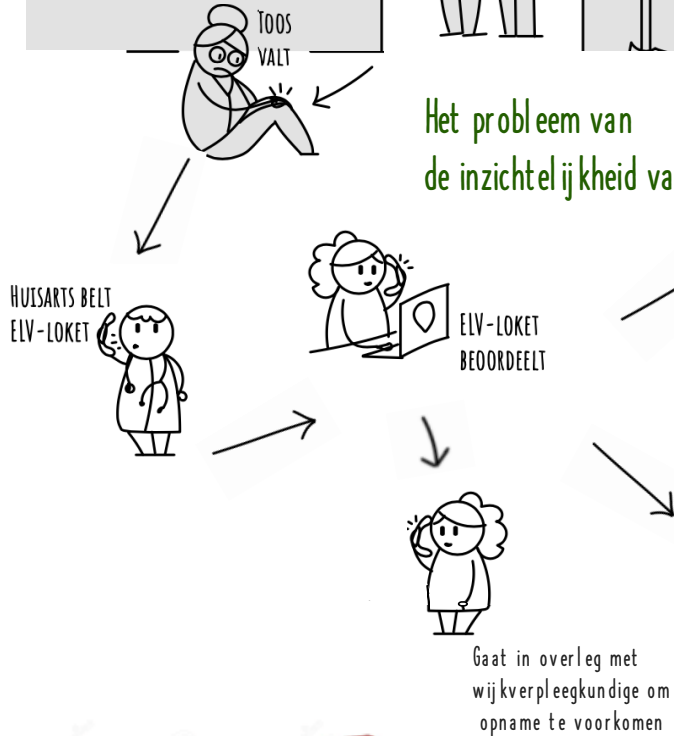 TOOS
VALT
Het probleem van
de inzichtelijkheid va
HUISARTS BELT
ELV-LOKET
ELV-LOKET
BEOORDEELT
Gaat in overleg met
wijkverpleegkundige om
opname te voorkomen